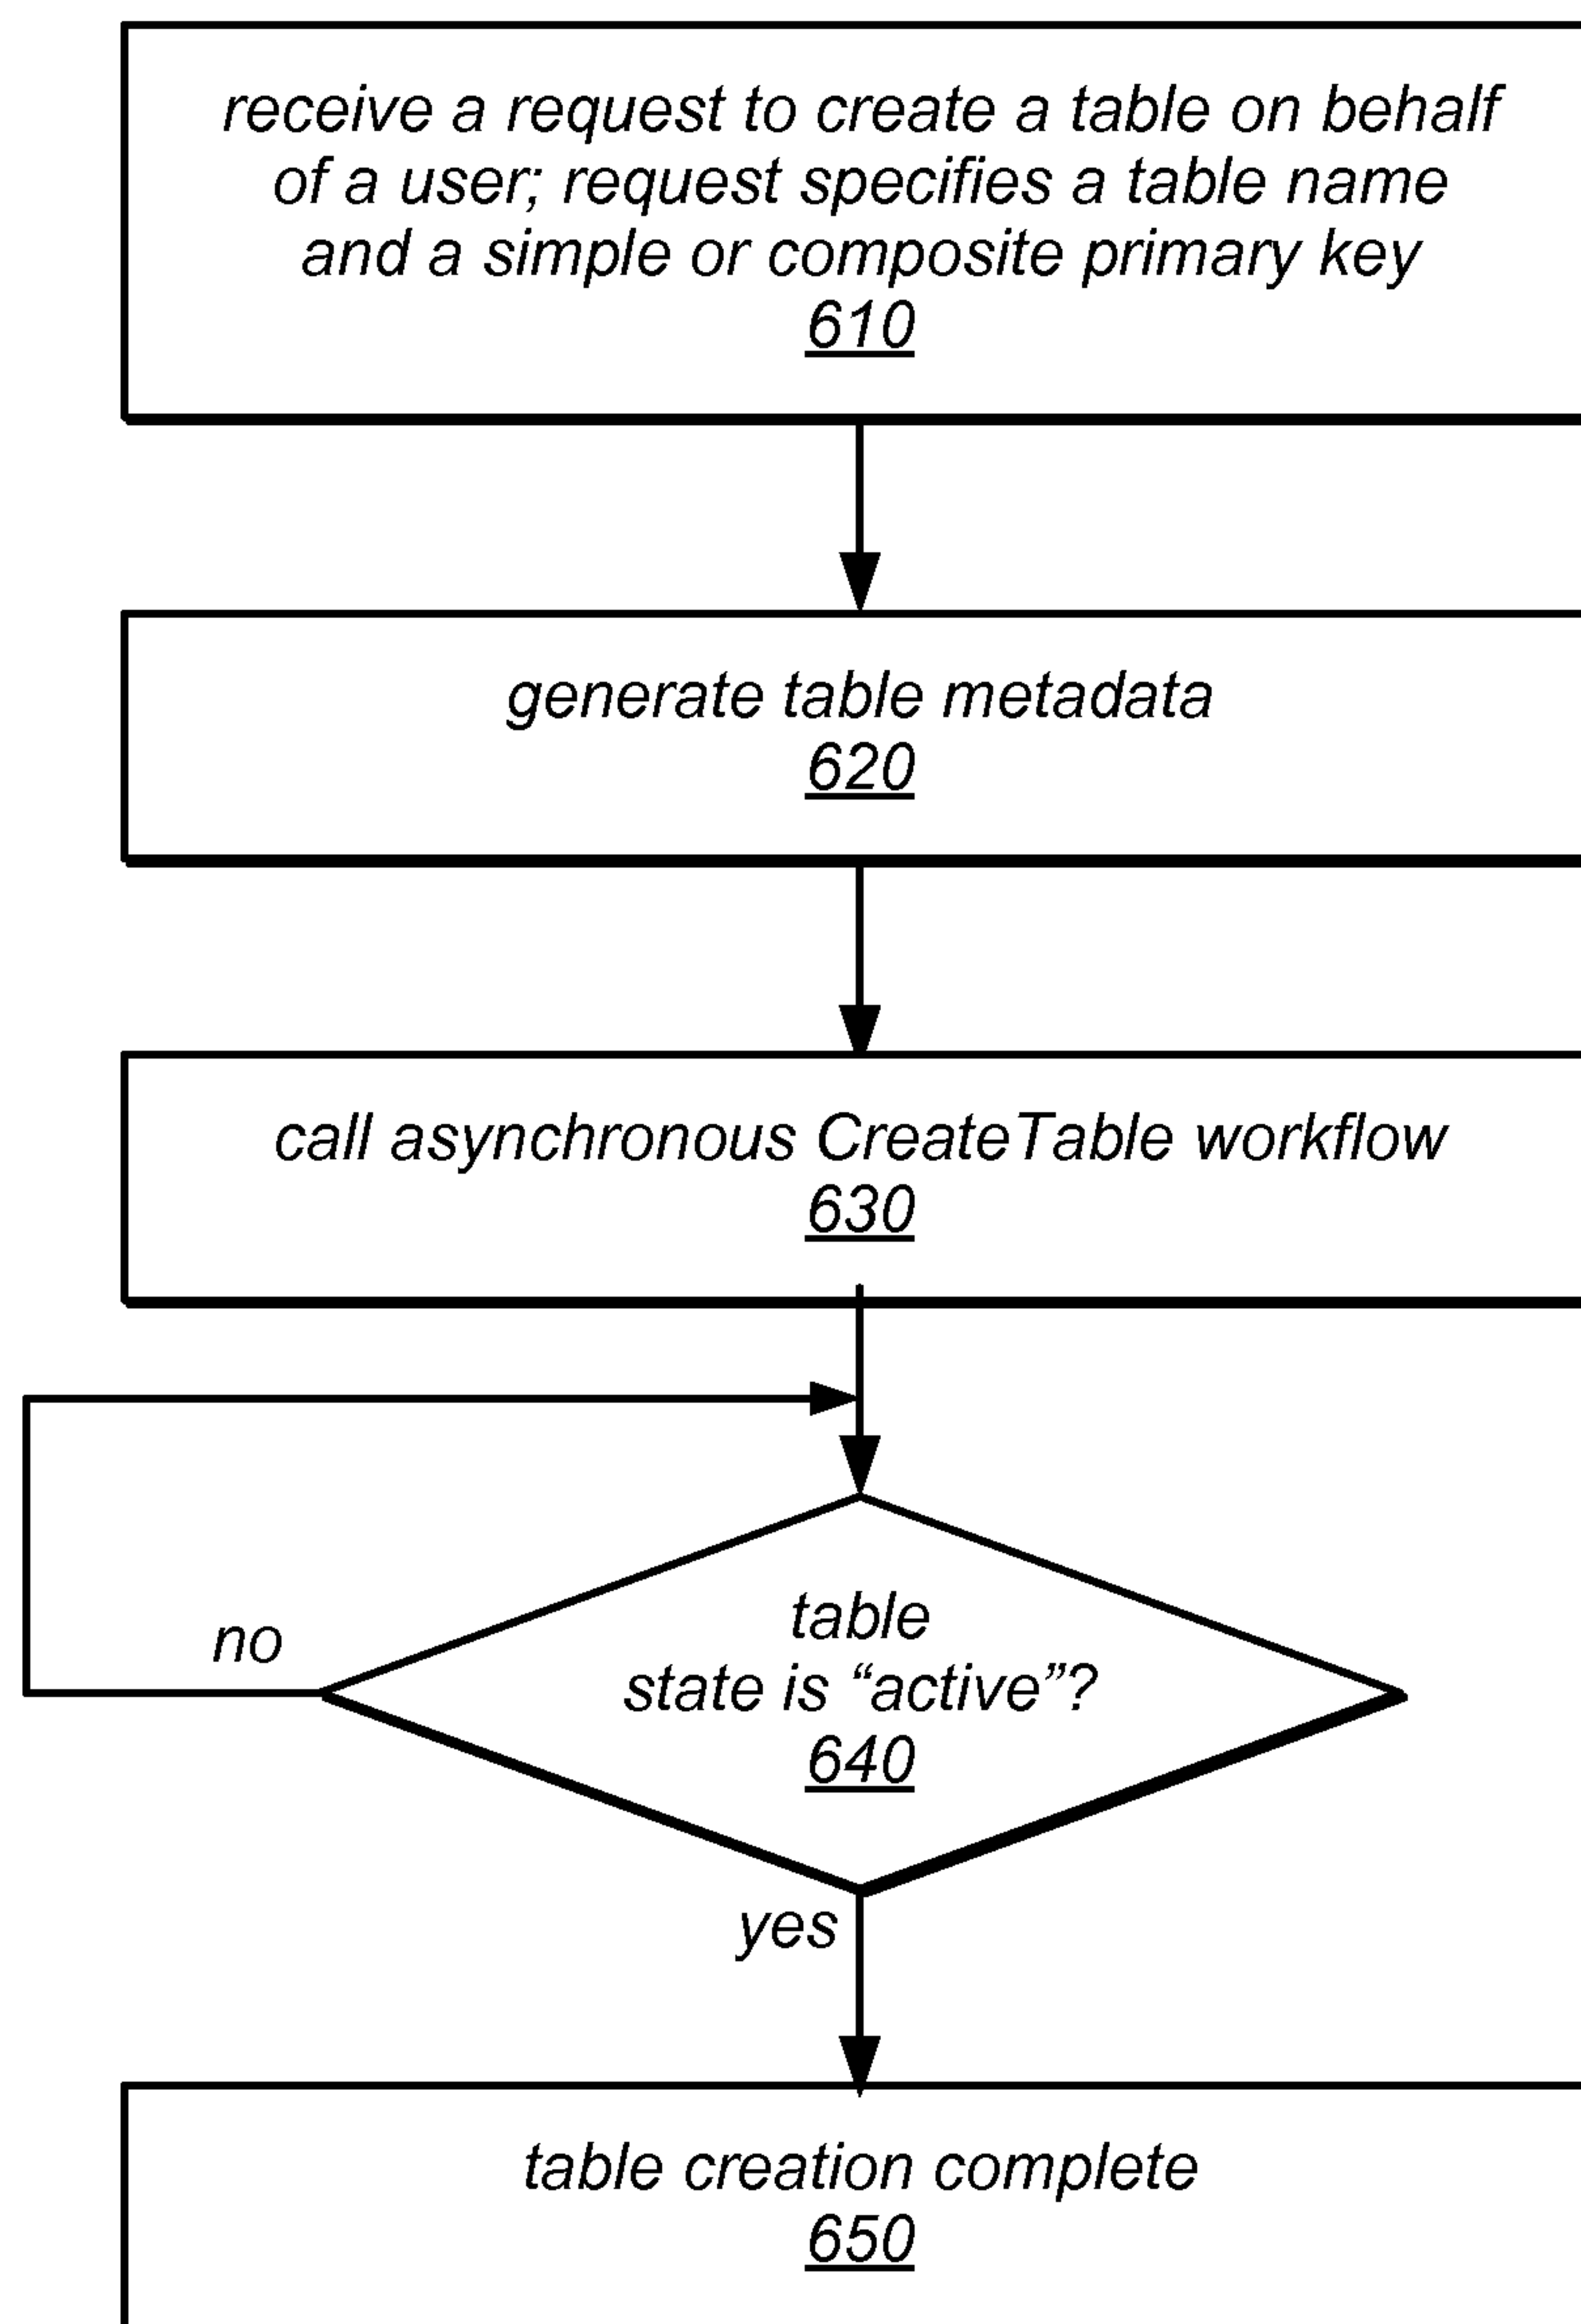 receive a request to create a table on behalf
of a user; request specifies a table name
and a simple or composite primary key
610
generate table metadata
620
call asynchronous CreateTable workflow
630
no
table
state is “active”?
640
yes
table creation complete
650